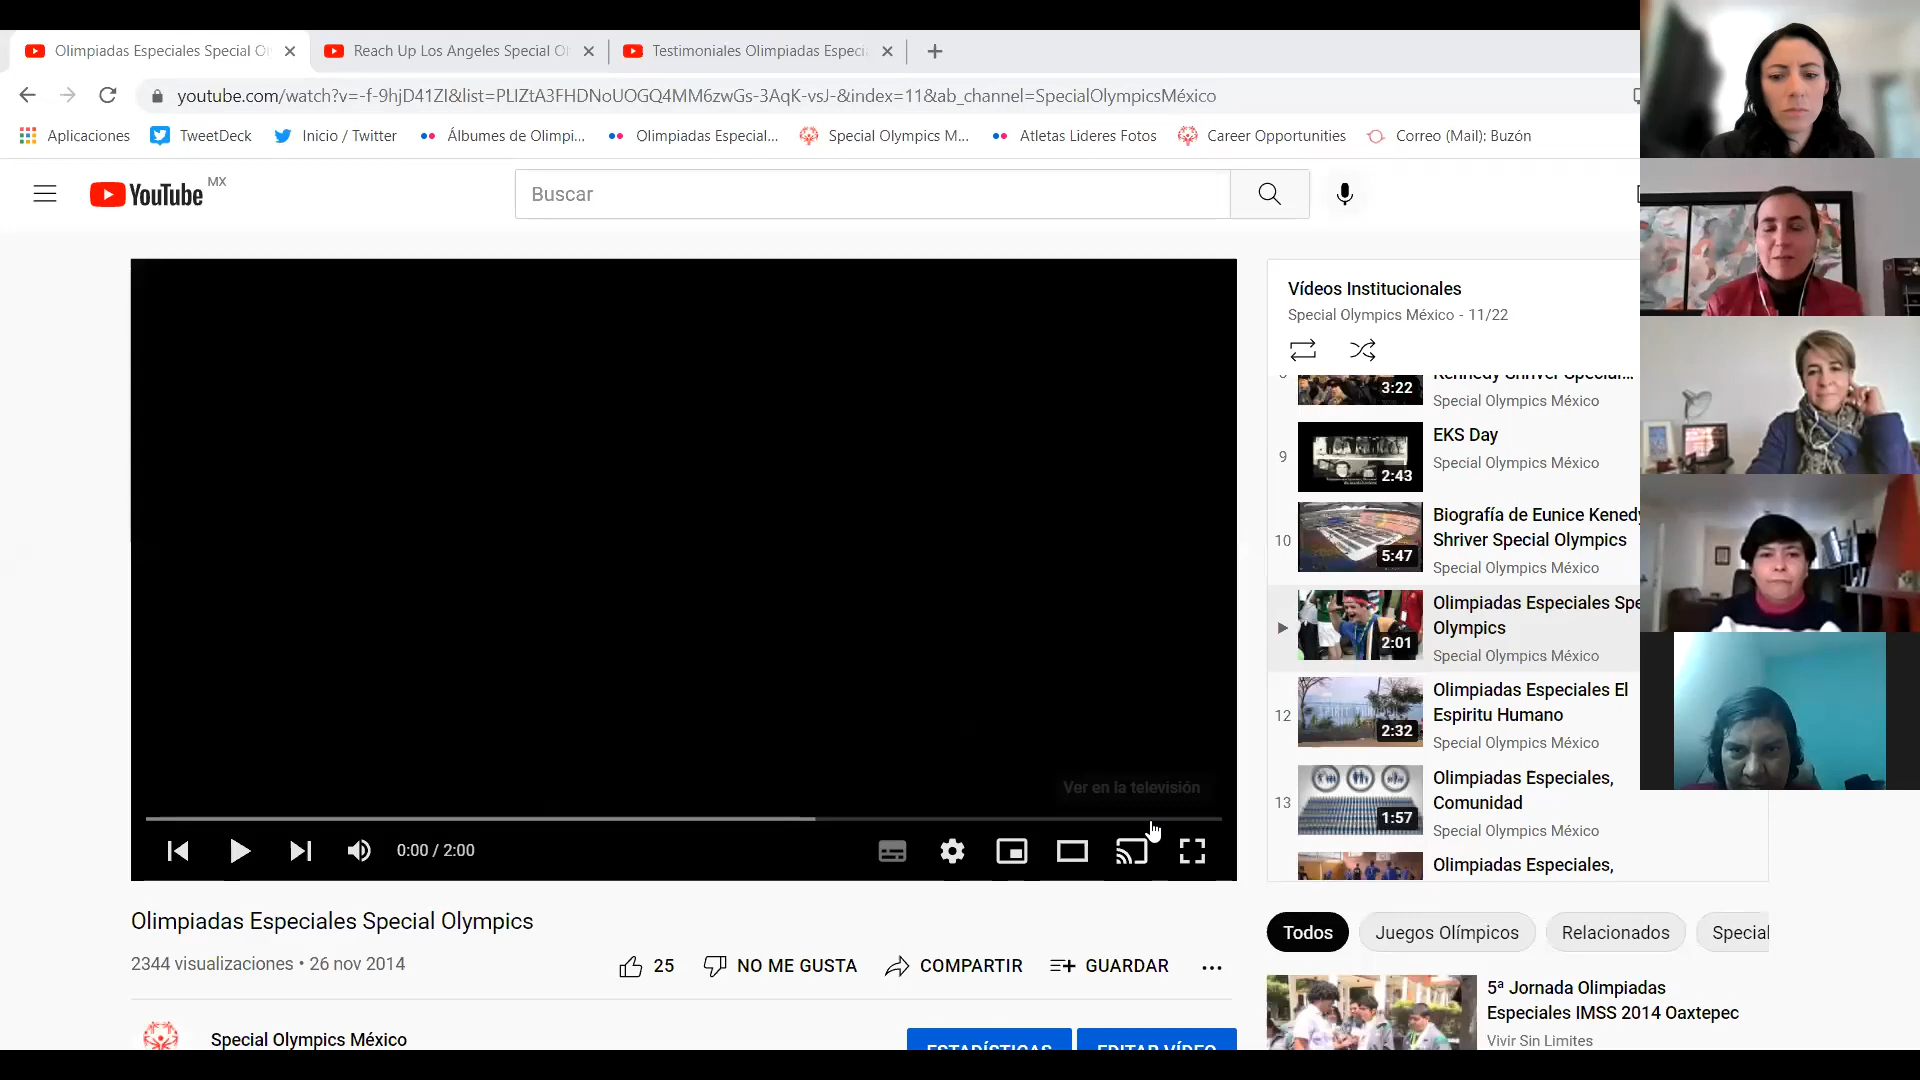 Olimpiadas Especiales Special O
Reach Up Los Angeles Special O
Testimoniales Olimpiadas Especi
youtube.com/watch?v=-f-9hjD41ZI&list=PLIZtA3FHDNoUOGQ4MM6zwGs-3AqK-vsJ-&index=11&ab_channel=SpecialOlympicsMéxico
Aplicaciones
TweetDeck
Inicio / Twitter
Álbumes de Olimpi...
Olimpiadas Especial...
Special Olympics M...
Atletas Lideres Fotos
Career Opportunities
Correo (Mail): Buzón
YouTube MX
Buscar
Vídeos Institucionales
Special Olympics México - 11/22
3:22
Kennedy Shriver Special...
Special Olympics México
9
2:43
EKS Day
Special Olympics México
10
5:47
Biografía de Eunice Kenedy
Shriver Special Olympics
Special Olympics México
2:01
Olimpiadas Especiales Spe
Olympics
Special Olympics México
12
2:32
Olimpiadas Especiales El
Espiritu Humano
Special Olympics México
13
1:57
Olimpiadas Especiales,
Comunidad
Special Olympics México
Olimpiadas Especiales,
Ver en la televisión
0:00 / 2:00
Olimpiadas Especiales Special Olympics
2344 visualizaciones • 26 nov 2014
25
NO ME GUSTA
COMPARTIR
GUARDAR
Special Olympics México
ESTADÍSTICAS
EDITAR VÍDEO
Todos
Juegos Olímpicos
Relacionados
Special
5ª Jornada Olimpiadas
Especiales IMSS 2014 Oaxtepec
Vivir Sin Limites